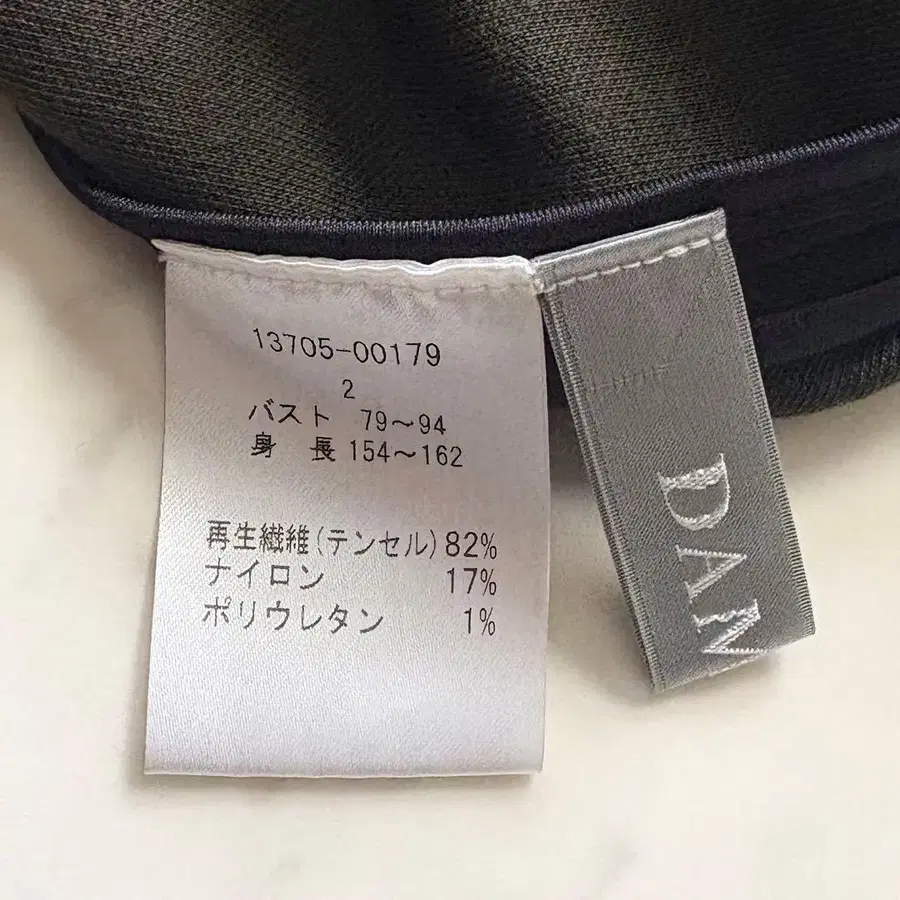 13705-00179
2
バスト 79～94
身 長 154～162
再生繊維(テンセル) 82%
ナイロン 17%
ポリウレタン 1%
DAM